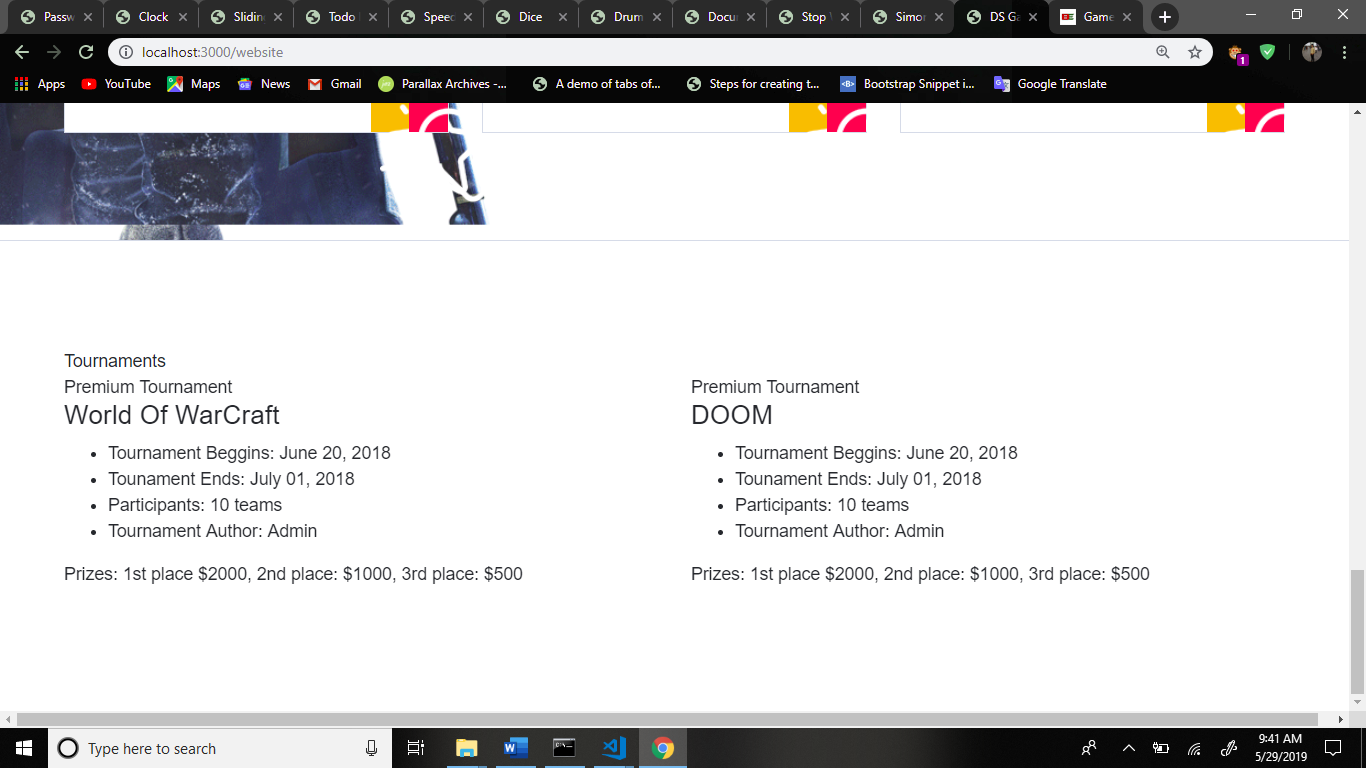 Passw Clock Slidin Todo Speec Dice Drum Docu Stop Simon DS Ga Game
localhost:3000/website
Apps YouTube Maps News Gmail Parallax Archives -... A demo of tabs of... Steps for creating t... Bootstrap Snippet i... Google Translate
1
Tournaments
Premium Tournament Premium Tournament
World Of WarCraft DOOM
• Tournament Beggins: June 20, 2018 • Tournament Beggins: June 20, 2018
• Tounament Ends: July 01, 2018 • Tounament Ends: July 01, 2018
• Participants: 10 teams • Participants: 10 teams
• Tournament Author: Admin • Tournament Author: Admin
Prizes: 1st place $2000, 2nd place: $1000, 3rd place: $500 Prizes: 1st place $2000, 2nd place: $1000, 3rd place: $500
Type here to search
9:41 AM
5/29/2019